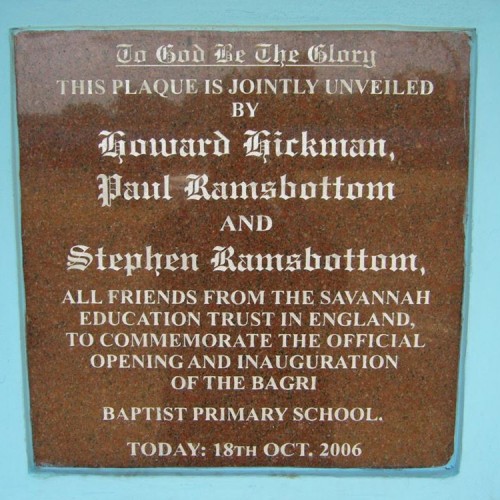 To God Be The Glory
THIS PLAQUE IS JOINTLY UNVEILED
BY
Howard Hickman,
Paul Ramsbottom
AND
Stephen Ramsbottom,
ALL FRIENDS FROM THE SAVANNAH
EDUCATION TRUST IN ENGLAND,
TO COMMEMORATE THE OFFICIAL
OPENING AND INAUGURATION
OF THE BAGRI
BAPTIST PRIMARY SCHOOL.
TODAY: 18TH OCT. 2006